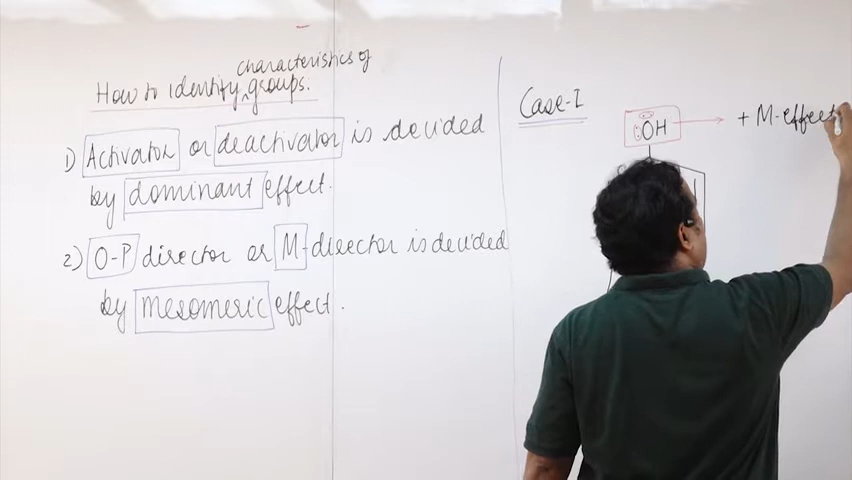 How to identify characteristics of groups.
1) Activator or deactivator is decided
by dominant effect.
2) O-P director or M-director is decided
by mesomeric effect.
Case-I
OH
+ M-effect